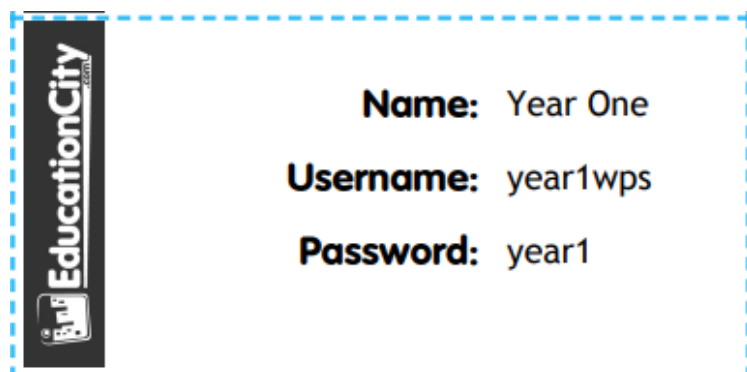 EducationCity
.com
Name: Year One
Username: year1wps
Password: year1